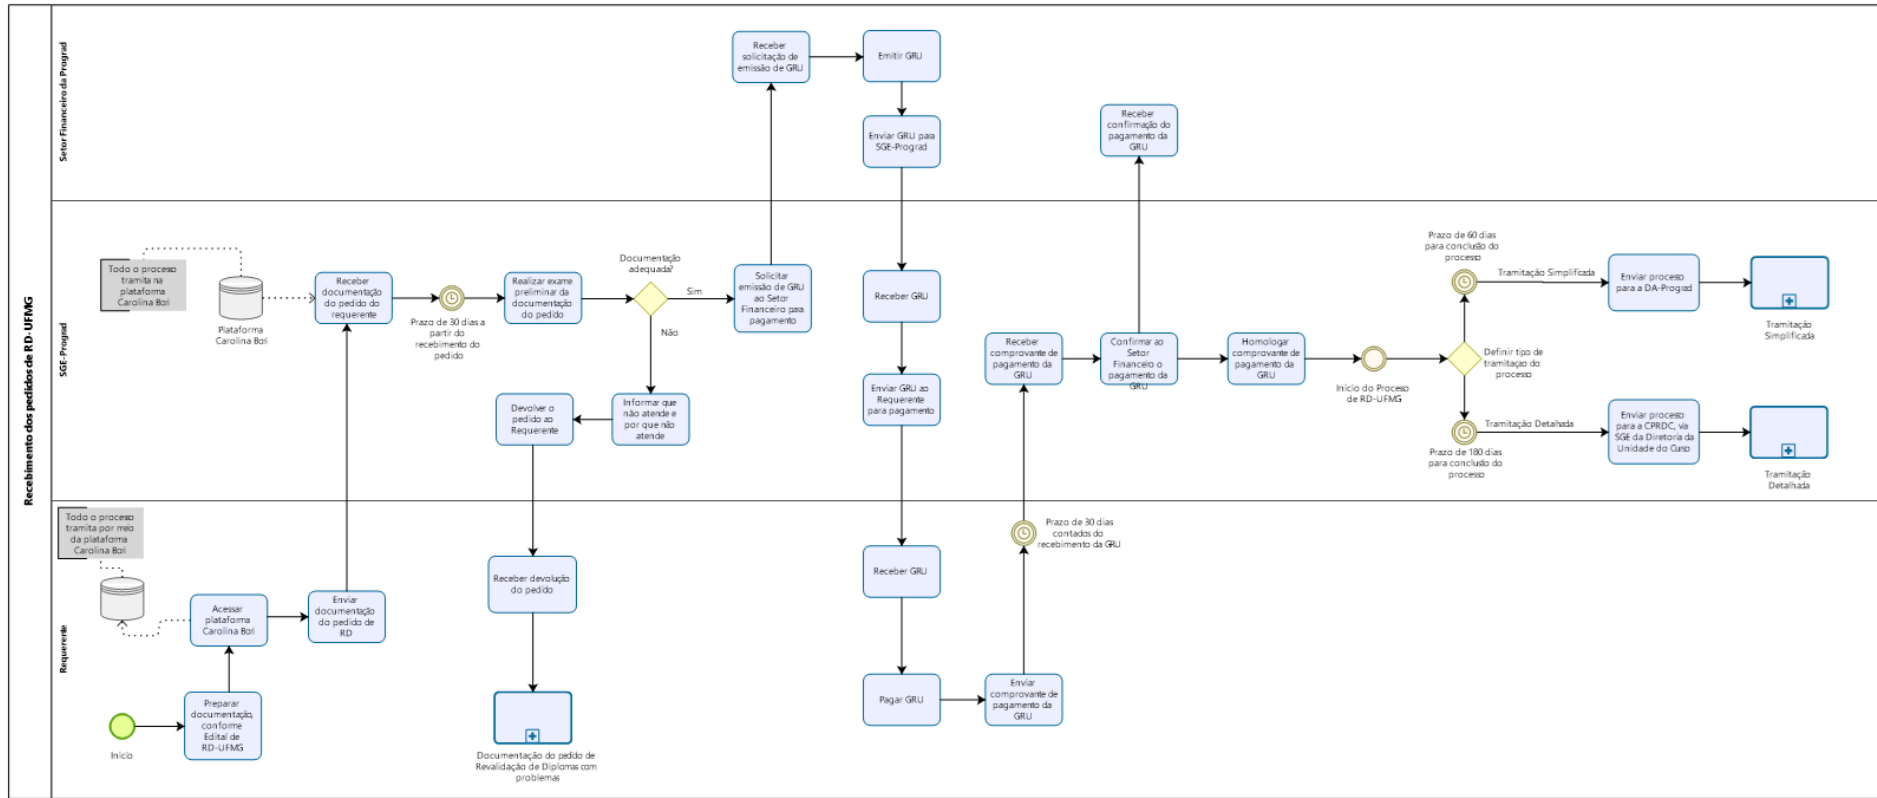 Recebimento dos pedidos de RD-UFMG
Setor Financeiro da Prograd
Receber
solicitação de
emissão de GRU
Emitir GRU
Enviar GRU para
SGE-Prograd
Receber
confirmação do
pagamento da
GRU
SGE-Prograd
Todo o processo
tramita na
plataforma
Carolina Bori
Plataforma
Carolina Bori
Receber
documentação
do pedido do
requerente
Prazo de 30 dias a
partir do
recebimento do
pedido
Realizar exame
preliminar da
documentação
do pedido
Documentação
adequada?
Sim
Não
Solicitar
emissão de GRU
ao Setor
Financeiro para
pagamento
Informar que
não atende e
por que não
atende
Devolver o
pedido ao
Requerente
Receber GRU
Enviar GRU ao
Requerente
para pagamento
Receber
comprovante de
pagamento da
GRU
Confirmar ao
Setor
Financeiro o
pagamento da
GRU
Homologar
comprovante de
pagamento da
GRU
Início do Processo
de RD-UFMG
Definir tipo de
tramitação do
processo
Prazo de 60 dias
para conclusão do
processo
Tramitação Simplificada
Enviar processo
para a DA-Prograd
Tramitação
Simplificada
Tramitação Detalhada
Prazo de 180 dias
para conclusão do
processo
Enviar processo
para a CPRDC, via
SGE da Diretoria da
Unidade do Curso
Tramitação
Detalhada
Requerente
Todo o processo
tramita por meio
da plataforma
Carolina Bori
Inicio
Preparar
documentação,
conforme
Edital de
RD-UFMG
Acessar
plataforma
Carolina Bori
Enviar
documentação
do pedido de
RD
Receber devolução
do pedido
Documentação do pedido de
Revalidação de Diplomas com
problemas
Receber GRU
Pagar GRU
Enviar
comprovante de
pagamento da
GRU
Prazo de 30 dias
contados do
recebimento da GRU